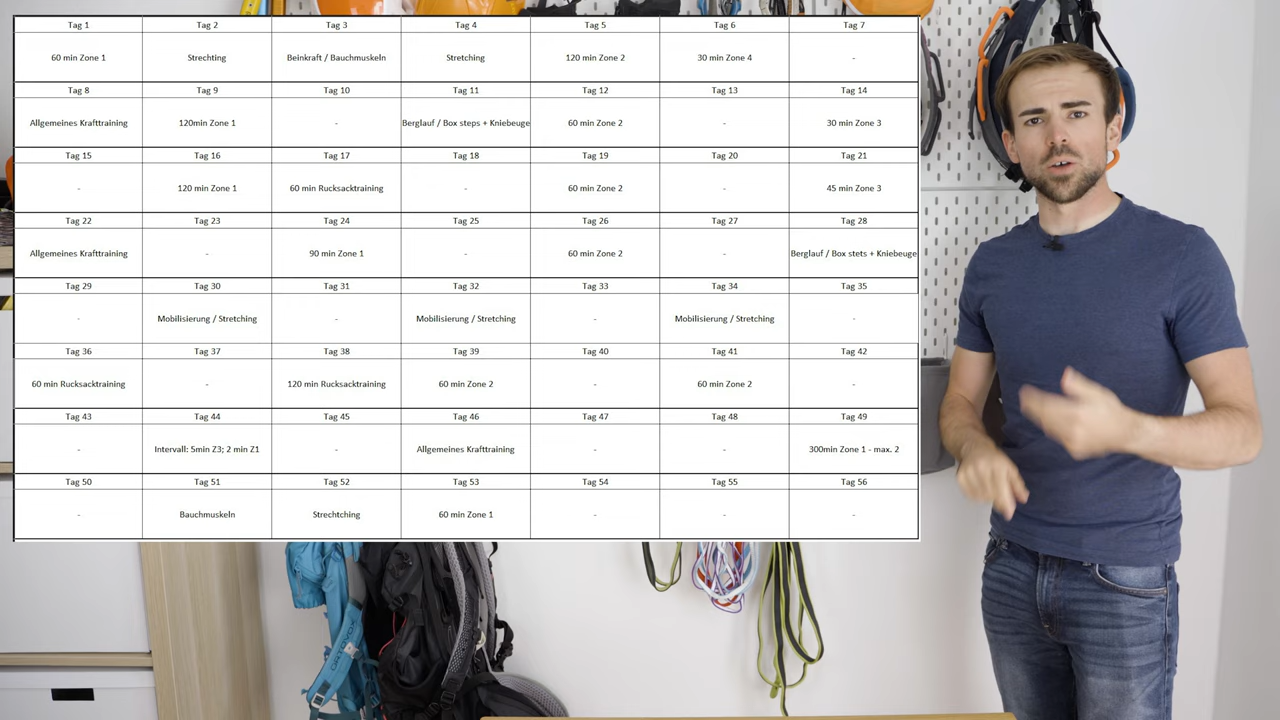 Tag 1 Tag 2 Tag 3 Tag 4 Tag 5 Tag 6 Tag 7
60 min Zone 1 Strechting Beinkraft / Bauchmuskeln Stretching 120 min Zone 2 30 min Zone 4 -
Tag 8 Tag 9 Tag 10 Tag 11 Tag 12 Tag 13 Tag 14
Allgemeines Krafttraining 120min Zone 1 - Berglauf / Box steps + Kniebeuge 60 min Zone 2 - 30 min Zone 3
Tag 15 Tag 16 Tag 17 Tag 18 Tag 19 Tag 20 Tag 21
- 120 min Zone 1 60 min Rucksacktraining - 60 min Zone 2 - 45 min Zone 3
Tag 22 Tag 23 Tag 24 Tag 25 Tag 26 Tag 27 Tag 28
Allgemeines Krafttraining - 90 min Zone 1 - 60 min Zone 2 - Berglauf / Box stets + Kniebeuge
Tag 29 Tag 30 Tag 31 Tag 32 Tag 33 Tag 34 Tag 35
- Mobilisierung / Stretching - Mobilisierung / Stretching - Mobilisierung / Stretching -
Tag 36 Tag 37 Tag 38 Tag 39 Tag 40 Tag 41 Tag 42
60 min Rucksacktraining - 120 min Rucksacktraining 60 min Zone 2 - 60 min Zone 2 -
Tag 43 Tag 44 Tag 45 Tag 46 Tag 47 Tag 48 Tag 49
- Intervall: 5min Z3; 2 min Z1 - Allgemeines Krafttraining - - 300min Zone 1 - max. 2
Tag 50 Tag 51 Tag 52 Tag 53 Tag 54 Tag 55 Tag 56
- Bauchmuskeln Strechtching 60 min Zone 1 - - -